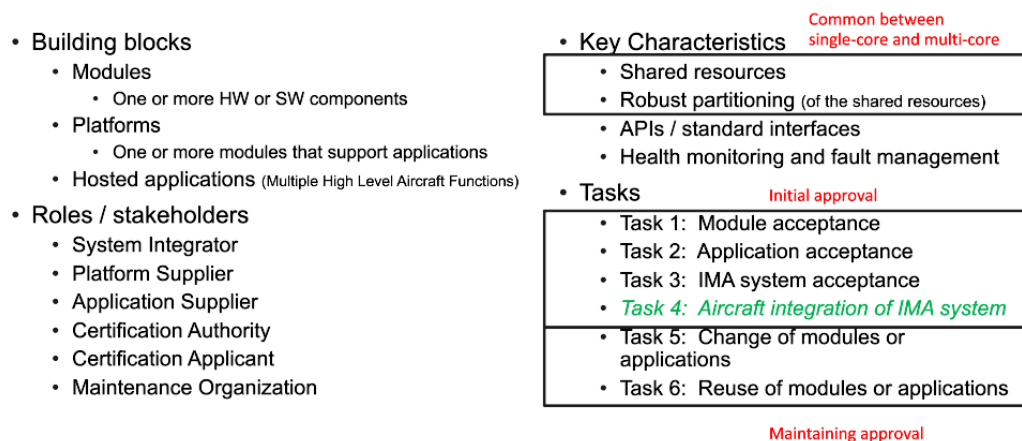 • Building blocks
• Modules
• One or more HW or SW components
• Platforms
• One or more modules that support applications
• Hosted applications (Multiple High Level Aircraft Functions)
• Roles / stakeholders
• System Integrator
• Platform Supplier
• Application Supplier
• Certification Authority
• Certification Applicant
• Maintenance Organization
Common between
single-core and multi-core
• Key Characteristics
• Shared resources
• Robust partitioning (of the shared resources)
• APIs / standard interfaces
• Health monitoring and fault management
• Tasks
Initial approval
• Task 1: Module acceptance
• Task 2: Application acceptance
• Task 3: IMA system acceptance
• Task 4: Aircraft integration of IMA system
• Task 5: Change of modules or
applications
• Task 6: Reuse of modules or applications
Maintaining approval